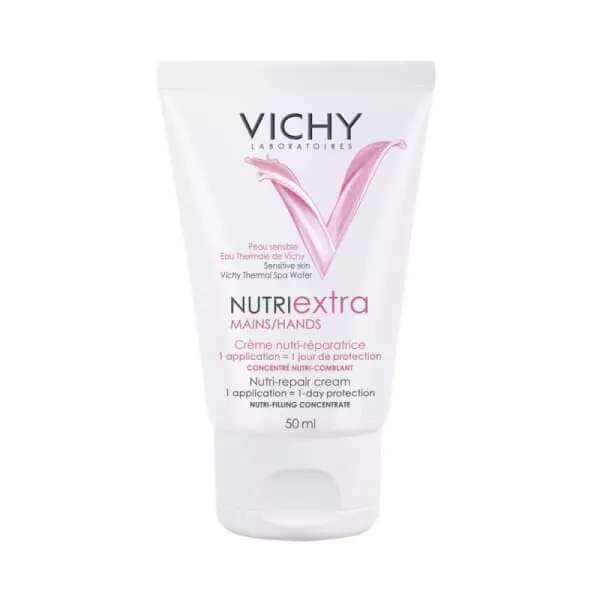 VICHY
LABORATOIRES
Peau sensible
Eau Thermale de Vichy
Sensitive skin
Vichy Thermal Spa Water
NUTRIextra
MAINS/HANDS
Crème nutri-réparatrice
1 application = 1 jour de protection
CONCENTRÉ NUTRI-COMBLANT
Nutri-repair cream
1 application = 1-day protection
NUTRI-FILLING CONCENTRATE
50 ml